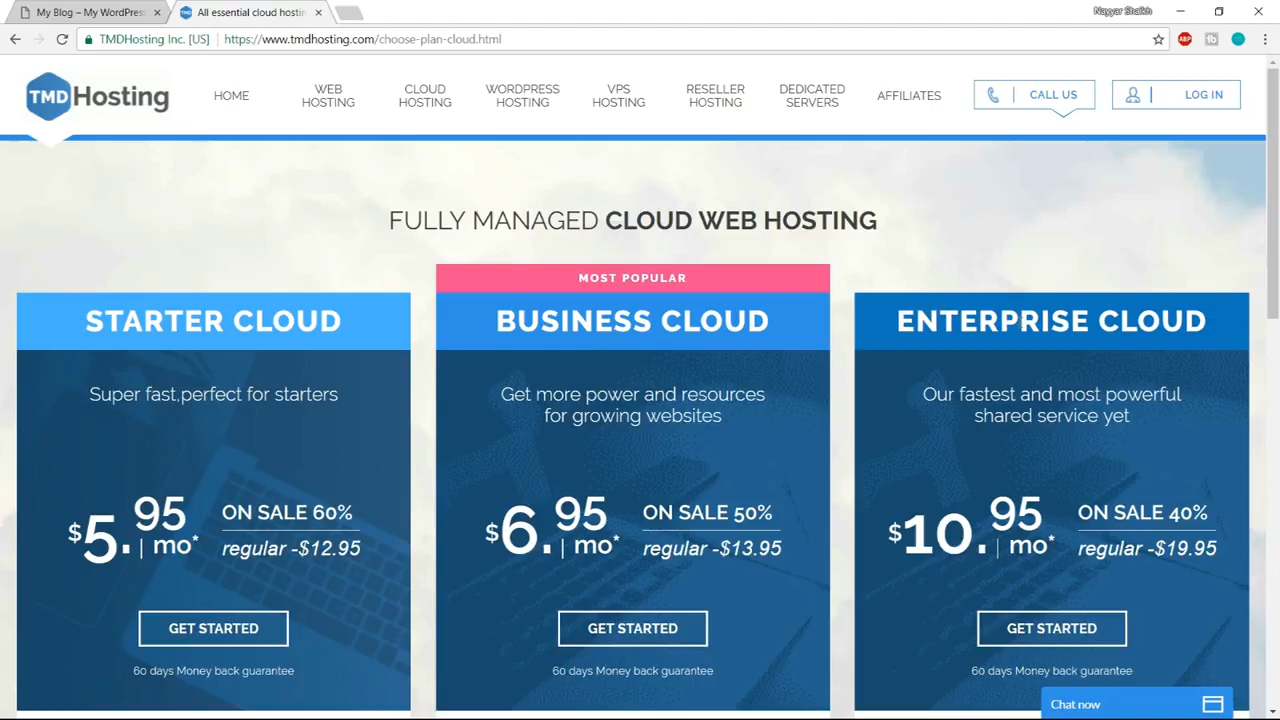 My Blog – My WordPress
All essential cloud hostin
Nayyar Shaikh
TMDHosting Inc. [US]
https://www.tmdhosting.com/choose-plan-cloud.html
ABP
TMDHosting
HOME
WEB HOSTING
CLOUD HOSTING
WORDPRESS HOSTING
VPS HOSTING
RESELLER HOSTING
DEDICATED SERVERS
AFFILIATES
CALL US
LOG IN
FULLY MANAGED CLOUD WEB HOSTING
STARTER CLOUD
Super fast,perfect for starters
$5.95 | mo*
ON SALE 60%
regular -$12.95
GET STARTED
60 days Money back guarantee
MOST POPULAR
BUSINESS CLOUD
Get more power and resources
for growing websites
$6.95 | mo*
ON SALE 50%
regular -$13.95
GET STARTED
60 days Money back guarantee
ENTERPRISE CLOUD
Our fastest and most powerful
shared service yet
$10.95 | mo*
ON SALE 40%
regular -$19.95
GET STARTED
60 days Money back guarantee
Chat now